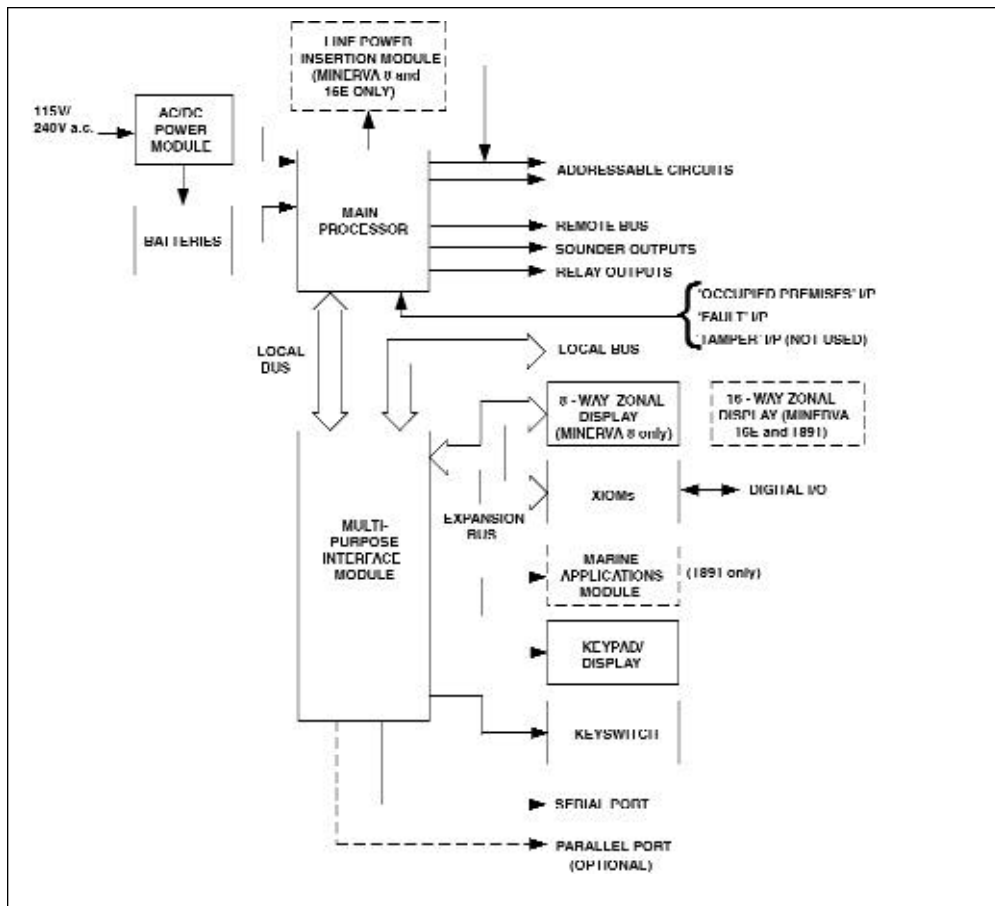 LINE POWER
INSERTION MODULE
(MINERVA 8 and
16E ONLY)
115V/
240V a.c.
AC/DC
POWER
MODULE
BATTERIES
MAIN
PROCESSOR
ADDRESSABLE CIRCUITS
REMOTE BUS
SOUNDER OUTPUTS
RELAY OUTPUTS
"OCCUPIED PREMISES" I/P
"FAULT" I/P
"TAMPER" I/P (NOT USED)
LOCAL
BUS
LOCAL BUS
8 - WAY ZONAL
DISPLAY
(MINERVA 8 only)
16 - WAY ZONAL
DISPLAY (MINERVA
16E and 1891)
EXPANSION
BUS
XIOMs
DIGITAL I/O
MULTI-
PURPOSE
INTERFACE
MODULE
MARINE
APPLICATIONS
MODULE
(1891 only)
KEYPAD/
DISPLAY
KEYSWITCH
SERIAL PORT
PARALLEL PORT
(OPTIONAL)